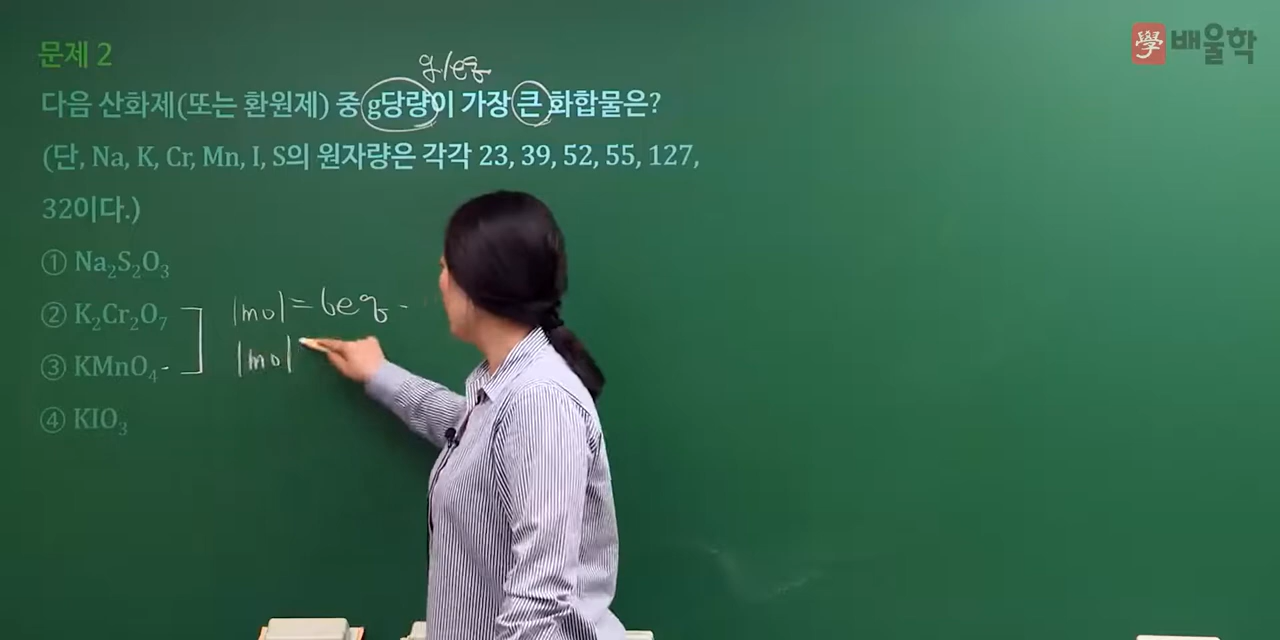 學 배울학
문제 2
g/eq
다음 산화제(또는 환원제) 중 g당량이 가장 큰 화합물은?
(단, Na, K, Cr, Mn, I, S의 원자량은 각각 23, 39, 52, 55, 127,
32이다.)
① Na₂S₂O₃
② K₂Cr₂O₇ 1mol = 6eq
③ KMnO₄ 1mol
④ KIO₃